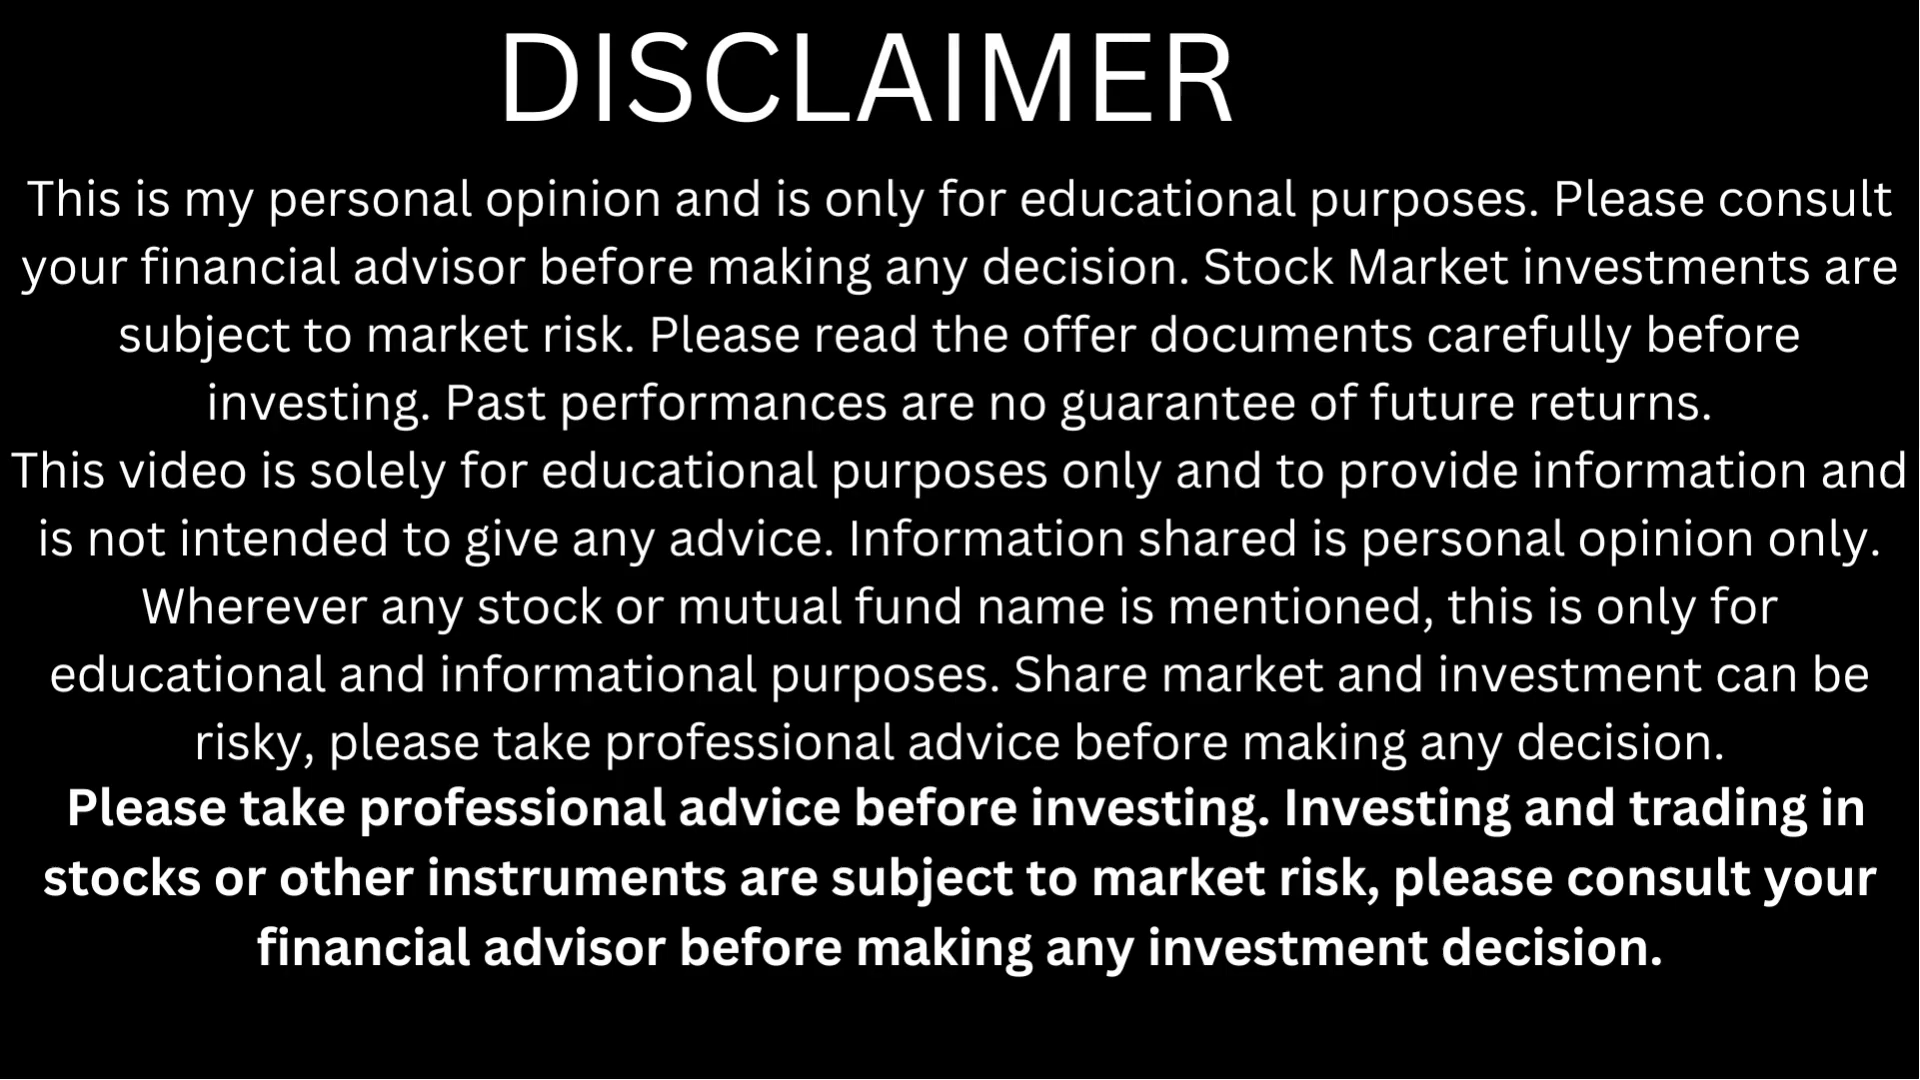 DISCLAIMER
This is my personal opinion and is only for educational purposes. Please consult
your financial advisor before making any decision. Stock Market investments are
subject to market risk. Please read the offer documents carefully before
investing. Past performances are no guarantee of future returns.
This video is solely for educational purposes only and to provide information and
is not intended to give any advice. Information shared is personal opinion only.
Wherever any stock or mutual fund name is mentioned, this is only for
educational and informational purposes. Share market and investment can be
risky, please take professional advice before making any decision.
Please take professional advice before investing. Investing and trading in
stocks or other instruments are subject to market risk, please consult your
financial advisor before making any investment decision.